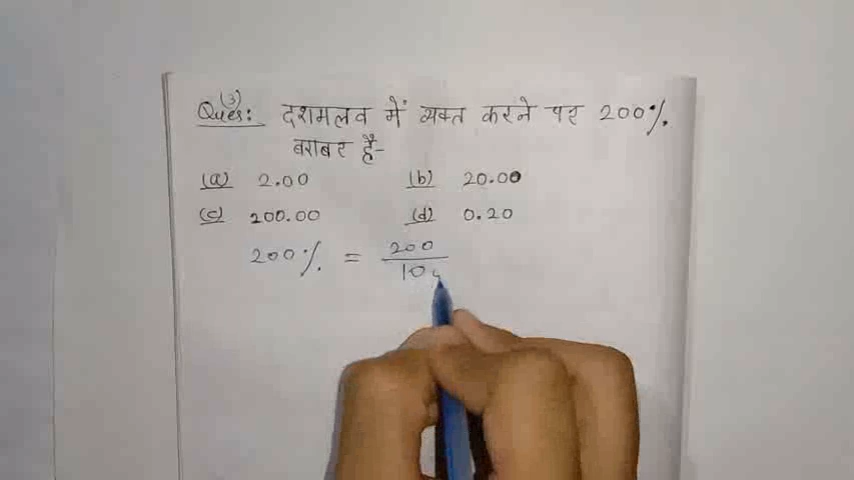 (3)
Ques: दशमलव में व्यक्त करने पर 200%
बराबर है-
(a) 2.00 (b) 20.00
(c) 200.00 (d) 0.20
200% = 200
100